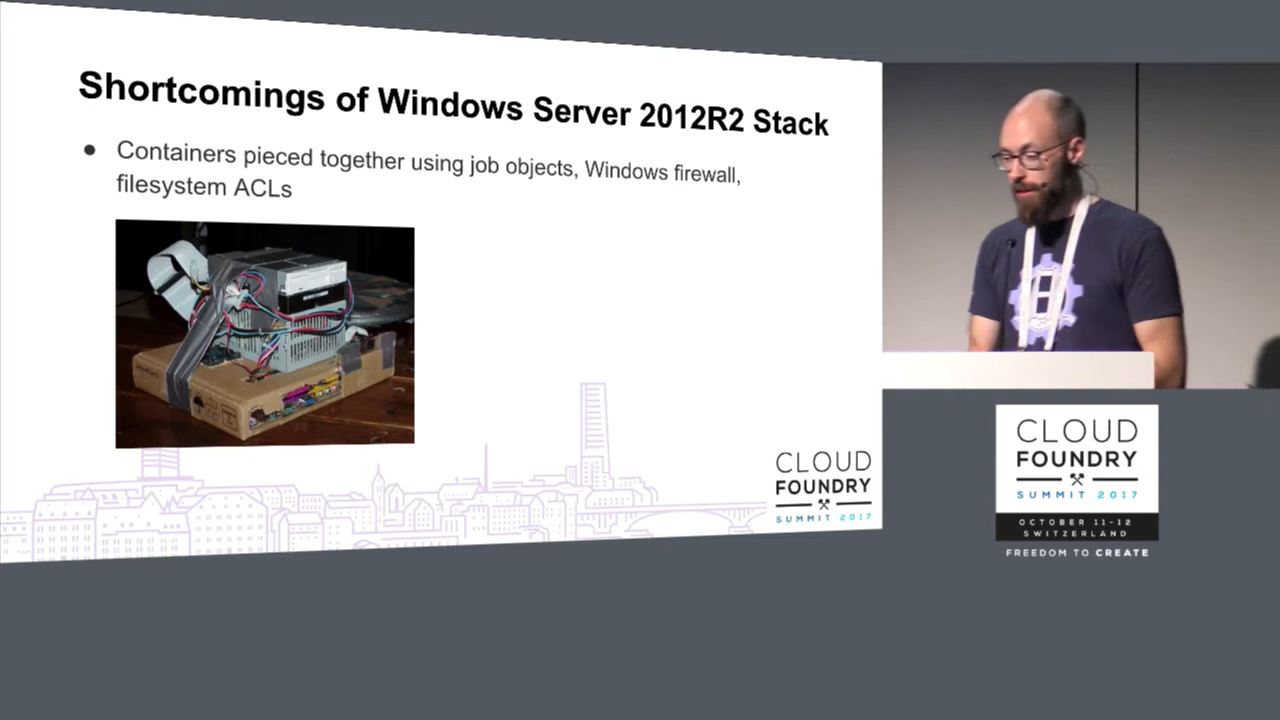 Shortcomings of Windows Server 2012R2 Stack
● Containers pieced together using job objects, Windows firewall,
filesystem ACLs
CLOUD
FOUNDRY
SUMMIT 2017
CLOUD
FOUNDRY
SUMMIT 2017
OCTOBER 11-12
SWITZERLAND
FREEDOM TO CREATE